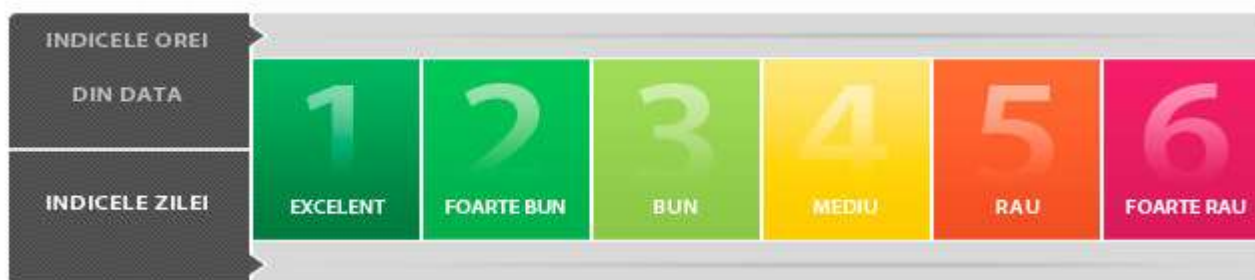 INDICELE OREI
DIN DATA
INDICELE ZILEI
1
EXCELENT
2
FOARTE BUN
3
BUN
4
MEDIU
5
RAU
6
FOARTE RAU